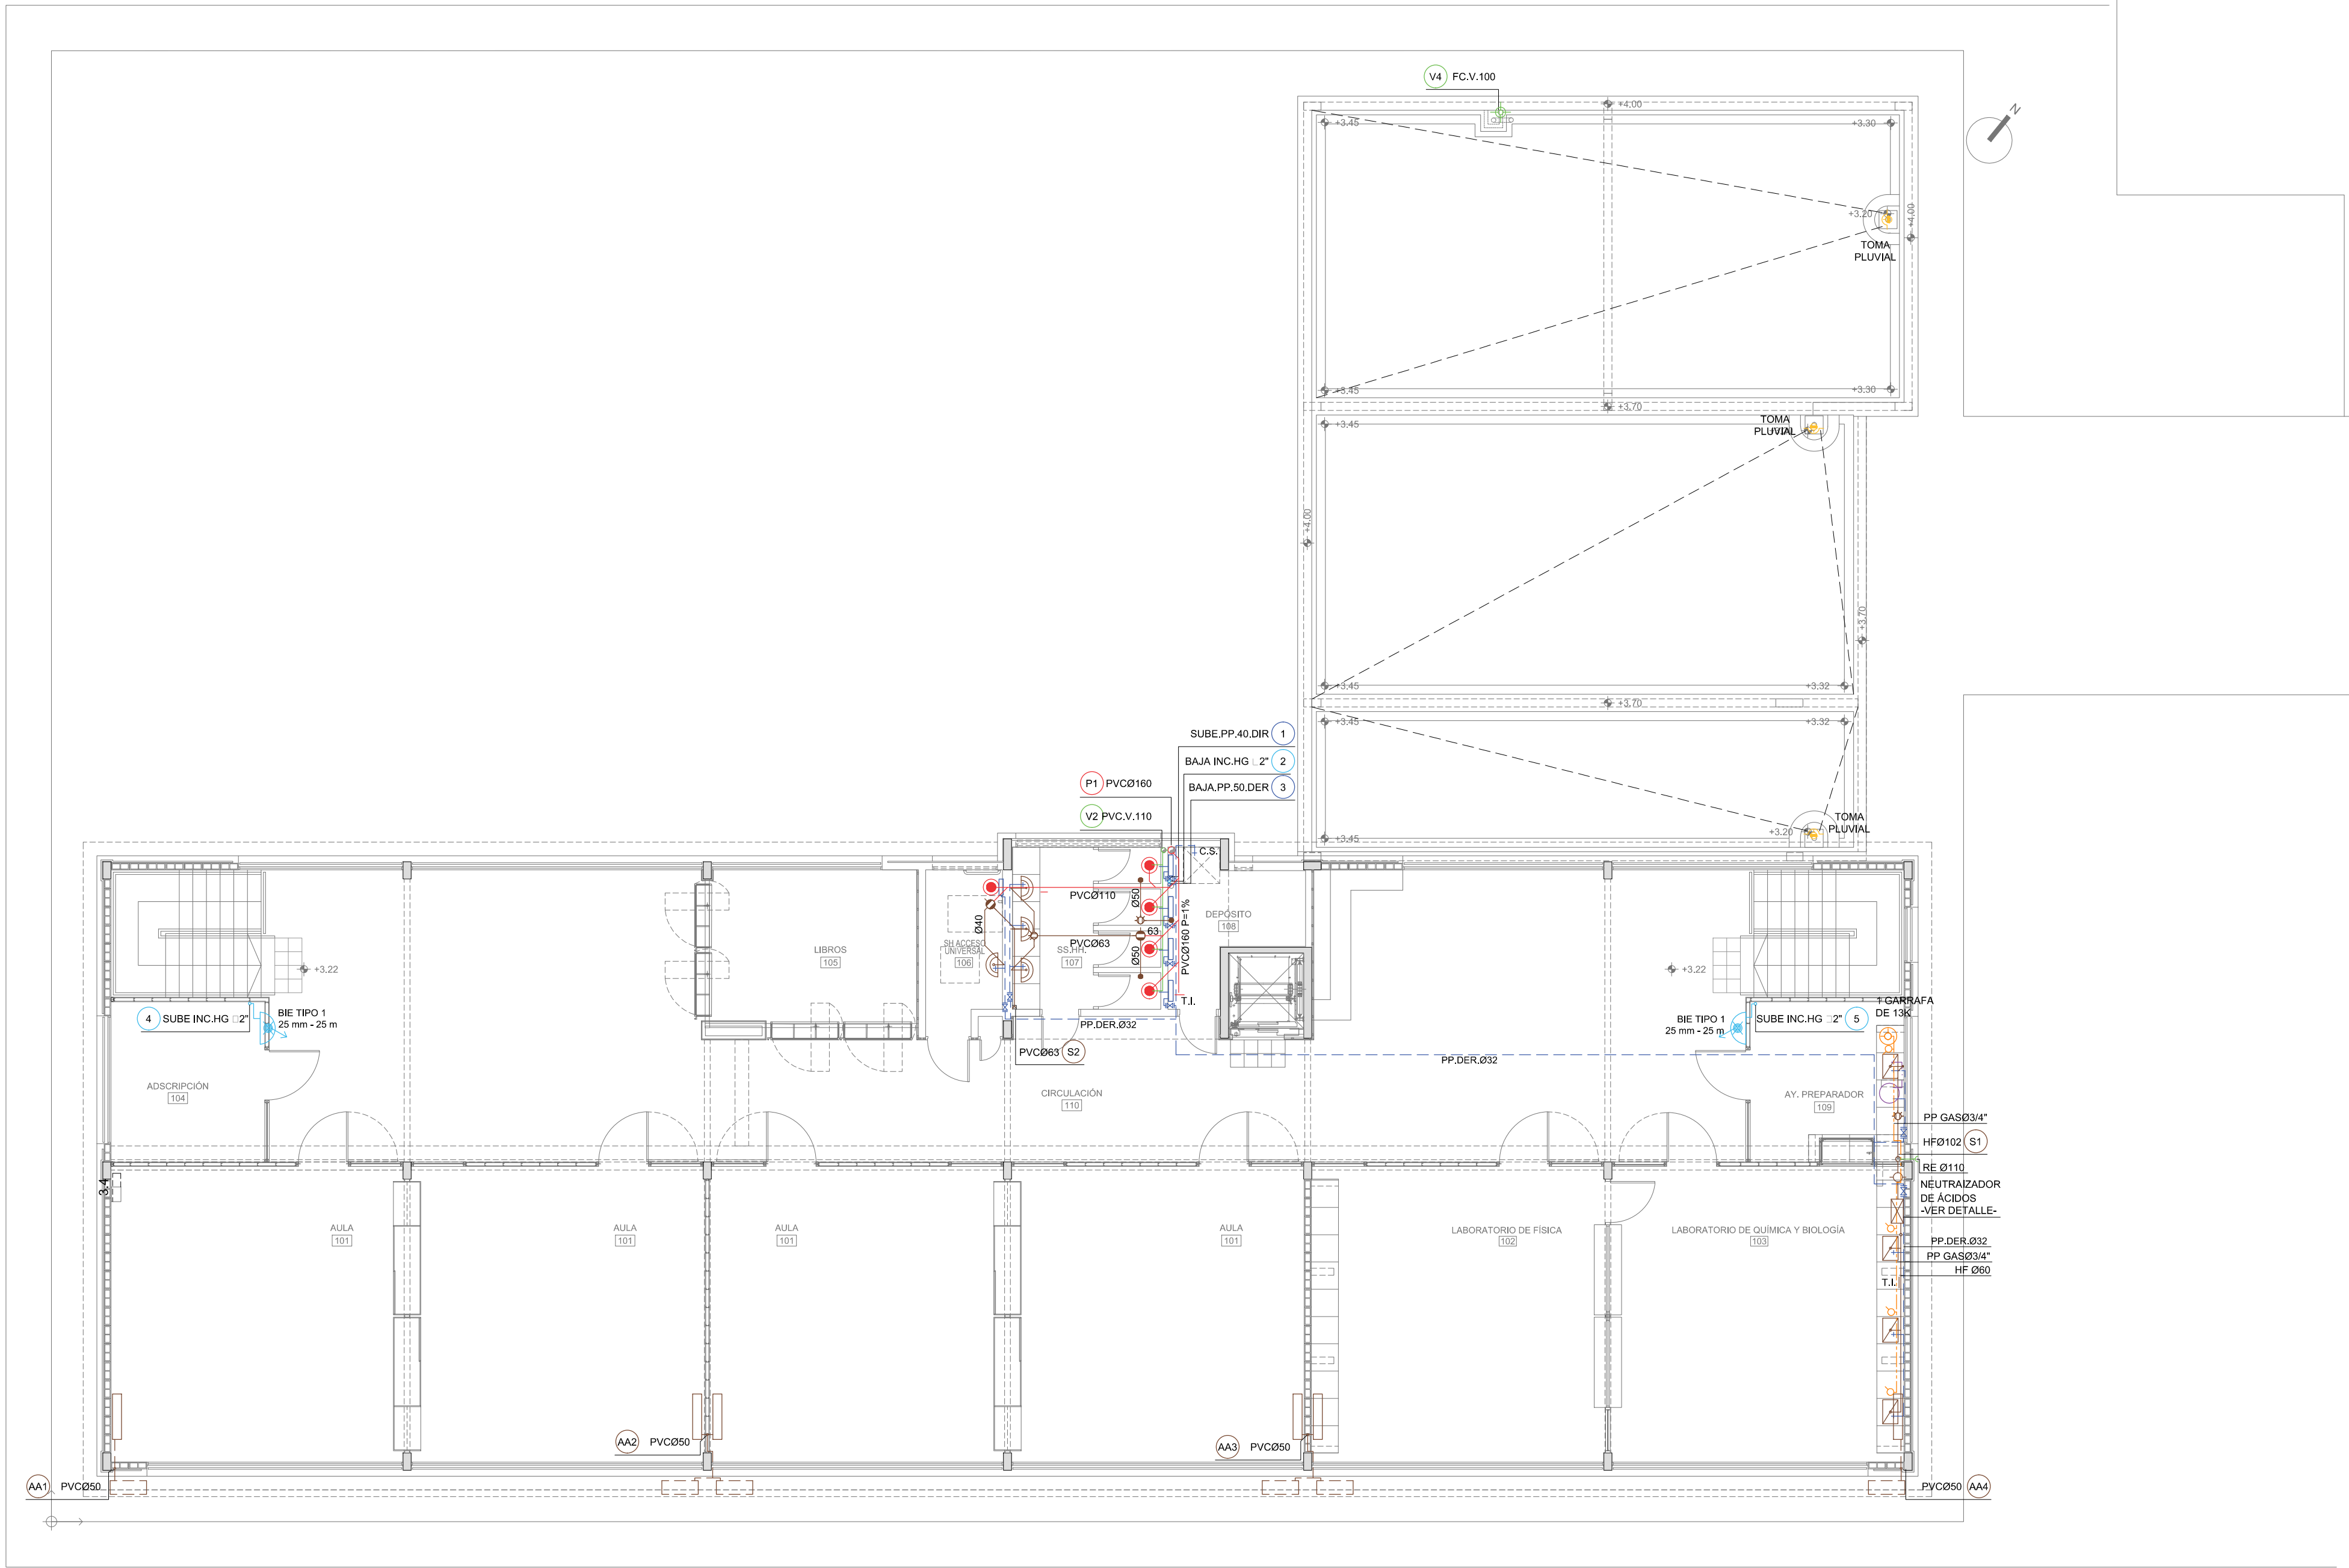 V4 FC.V.100
N
+4.00
+3.45
+3.30
+3.20
+4.00
TOMA
PLUVIAL
+3.45
+3.30
+3.70
+3.45
TOMA
PLUVIAL
+4.00
+3.70
+3.45
+3.32
+3.70
+3.45
+3.32
SUBE.PP.40.DIR 1
BAJA INC.HG 2" 2
P1 PVCØ160
BAJA.PP.50.DER 3
V2 PVC.V.110
TOMA
+3.20
PLUVIAL
+3.45
C.S.
PVCØ110
Ø50
Ø40
DEPÓSITO
108
PVCØ160 P=1%
63
PVCØ63
LIBROS
105
SH ACCESO
UNIVERSAL
106
SS.HH.
107
Ø50
+3.22
+3.22
T.I.
1 GARRAFA
DE 13K
4 SUBE INC.HG 2"
BIE TIPO 1
25 mm - 25 m
BIE TIPO 1
25 mm - 25 m
SUBE INC.HG 2" 5
PP.DER.Ø32
PVCØ63 S2
PP.DER.Ø32
ADSCRIPCIÓN
104
CIRCULACIÓN
110
AY. PREPARADOR
109
PP GASØ3/4"
HFØ102 S1
RE Ø110
NEUTRAIZADOR
DE ÁCIDOS
-VER DETALLE-
3.4
AULA
101
AULA
101
AULA
101
AULA
101
LABORATORIO DE FÍSICA
102
LABORATORIO DE QUÍMICA Y BIOLOGÍA
103
PP.DER.Ø32
PP GASØ3/4"
HF Ø60
T.I.
AA2 PVCØ50
AA3 PVCØ50
AA1 PVCØ50
PVCØ50 AA4